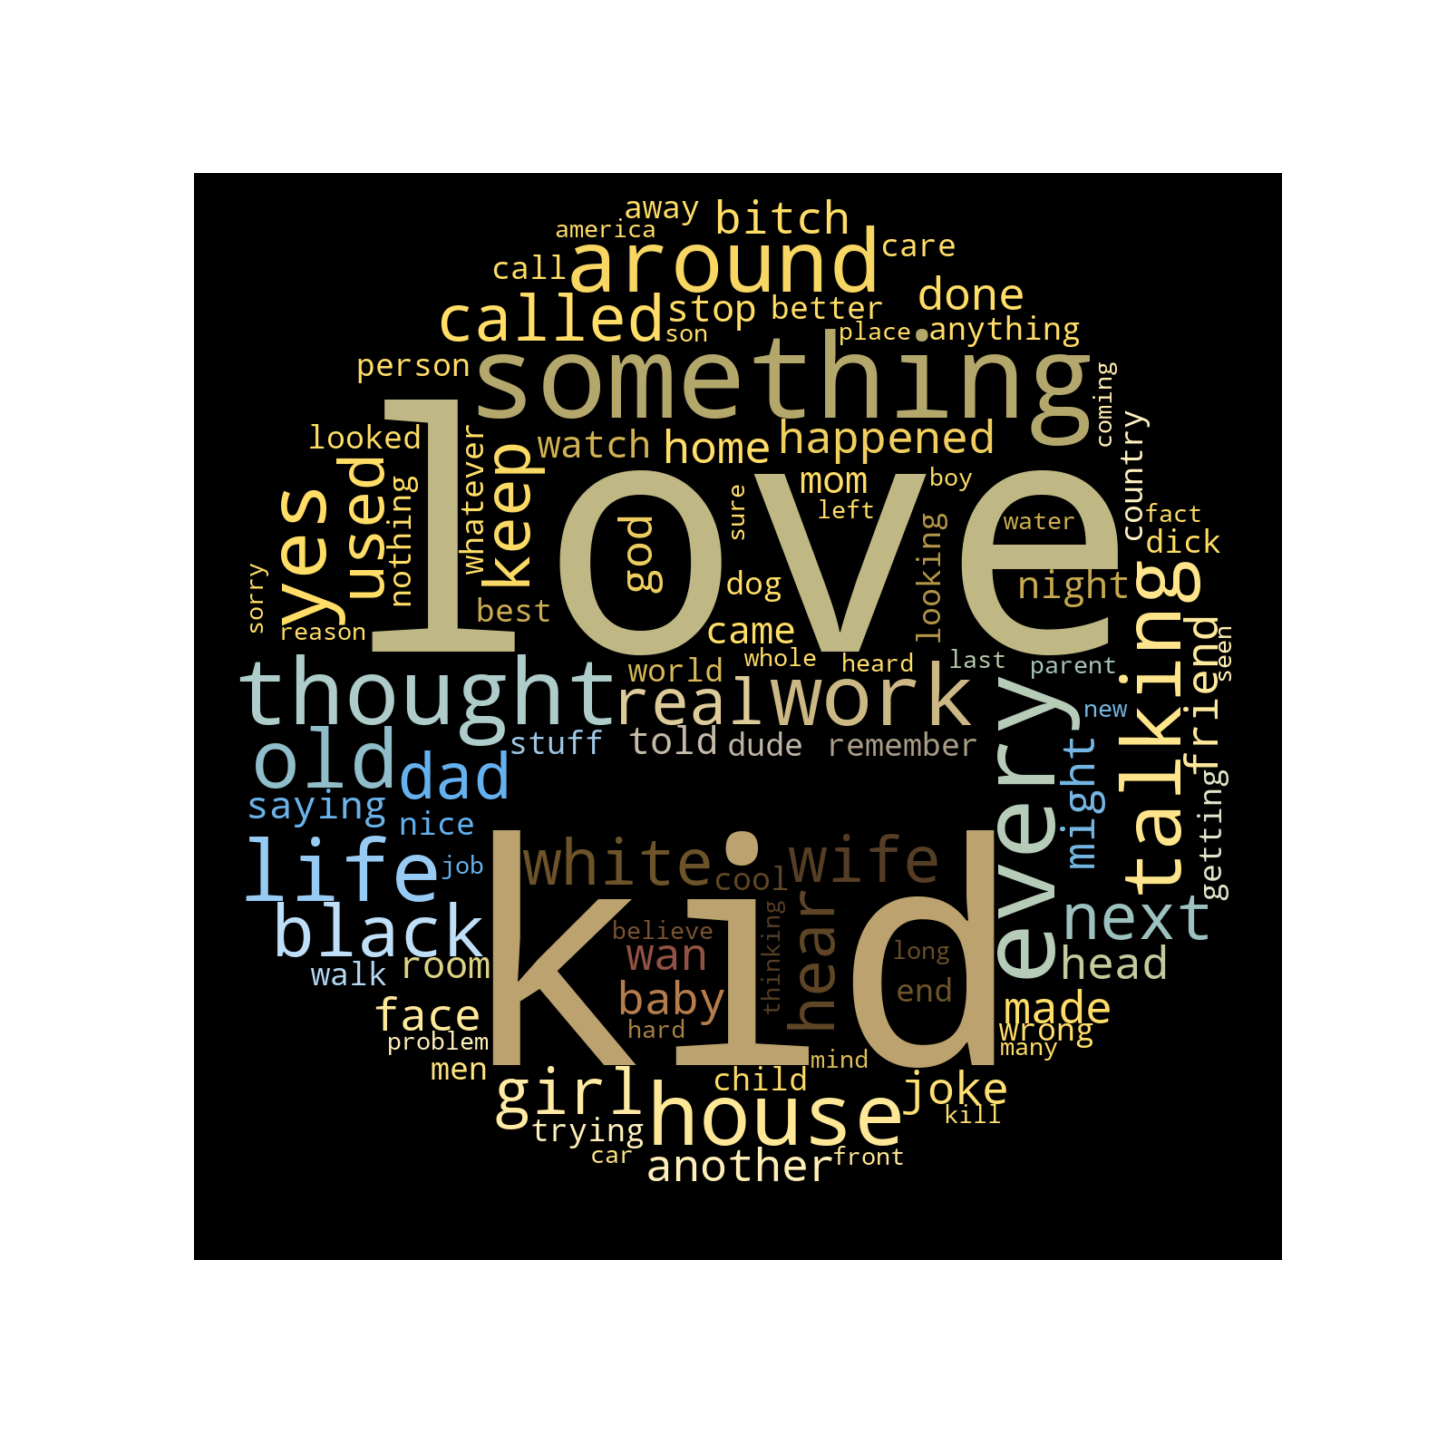 away
bitch
america
around
care
call
done
called
stop
better
son
place
anything
something
person
coming
love
looked
watch
home
happened
country
whatever
keep
used
nothing
yes
mom
boy
left
sure
god
looking
water
fact
dick
sorry
dog
night
best
reason
came
talking
friend
seen
whole
heard
last
parent
thought
world
real
work
every
new
old
dad
stuff
told
dude
remember
might
getting
saying
nice
life
job
white
cool
wife
kid
black
believe
wan
thinking
hear
long
next
walk
room
baby
end
head
face
hard
made
wrong
problem
many
men
mind
girl
child
joke
house
kill
trying
car
another
front